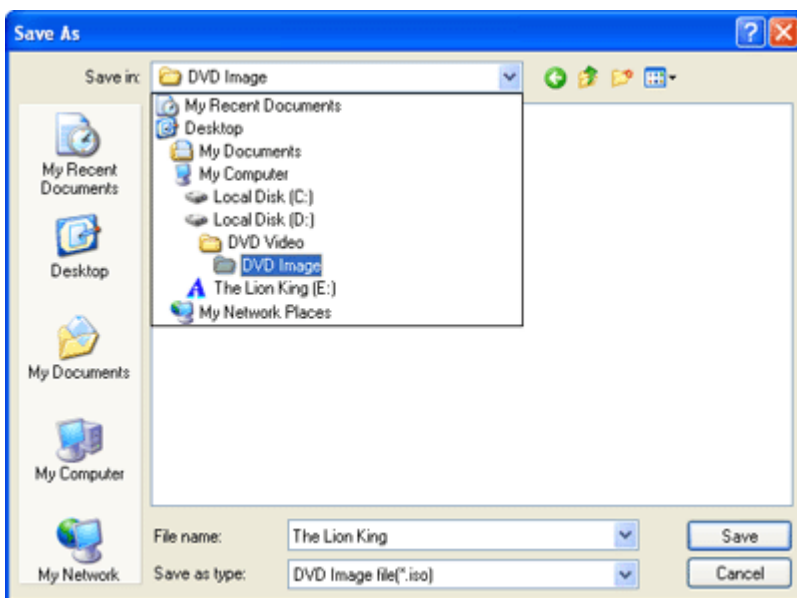 Save As
Save in: DVD Image
My Recent Documents
Desktop
My Documents
My Computer
Local Disk (C:)
Local Disk (D:)
DVD Video
DVD Image
The Lion King (E:)
My Network Places
My Recent
Documents
Desktop
My Documents
My Computer
My Network
File name: The Lion King Save
Save as type: DVD Image file(*.iso) Cancel